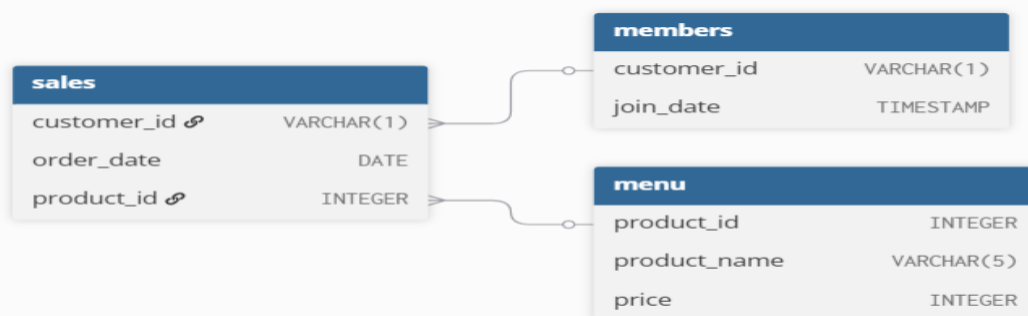 sales
customer_id VARCHAR(1)
order_date DATE
product_id INTEGER
members
customer_id VARCHAR(1)
join_date TIMESTAMP
menu
product_id INTEGER
product_name VARCHAR(5)
price INTEGER